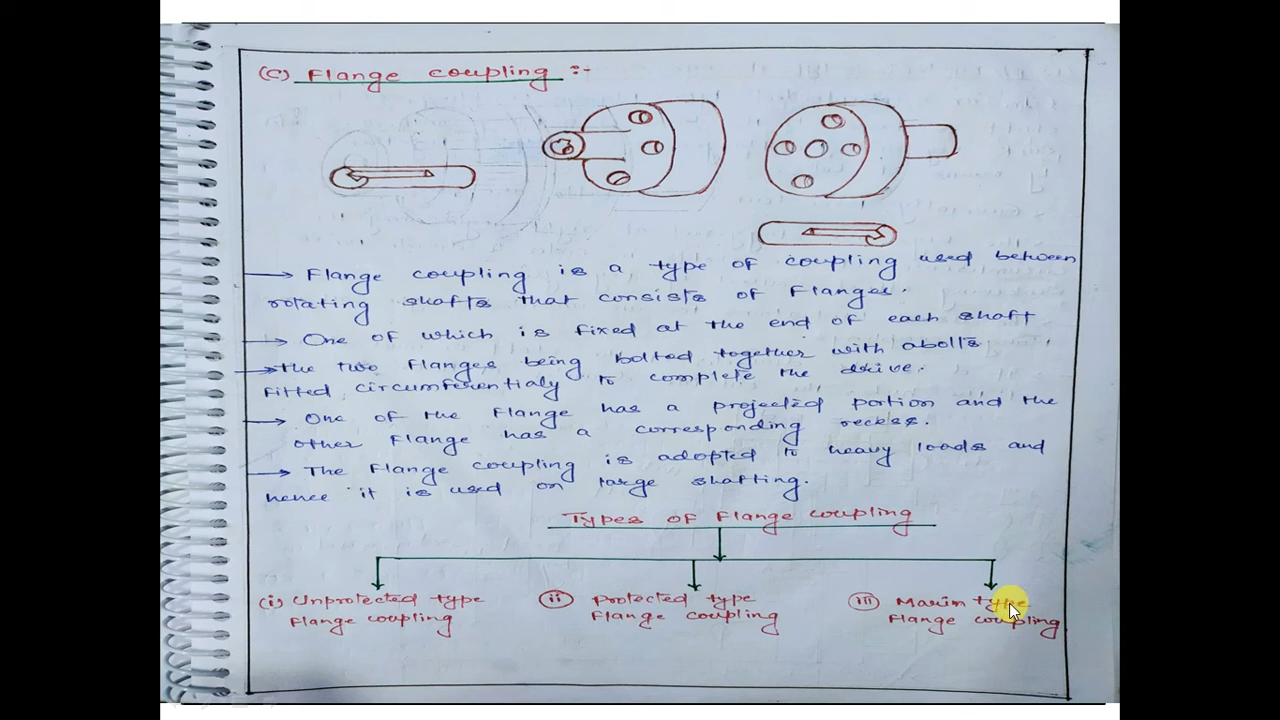 (C) Flange coupling :-
→ Flange coupling is a type of coupling used between
rotating shafts that consists of Flanges.
→ One of which is fixed at the end of each shaft
→ the two Flanges being bolted together with abolts
Fitted circumferentialy to complete the drive.
→ One of the Flange has a projected portion and the
other Flange has a corresponding recess.
→ The Flange coupling is adopted to heavy loads and
hence it is used on large shafting.
Types of Flange coupling
(i) Unprotected type
Flange coupling
(ii) Protected type
Flange coupling
(iii) Marin type
Flange coupling